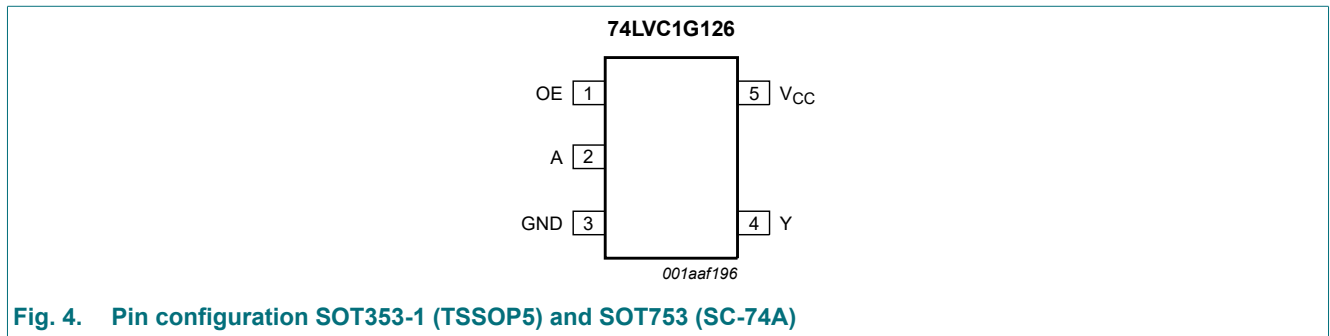 74LVC1G126
OE 1 5 VCC
A 2
GND 3 4 Y
001aaf196
Fig. 4. Pin configuration SOT353-1 (TSSOP5) and SOT753 (SC-74A)